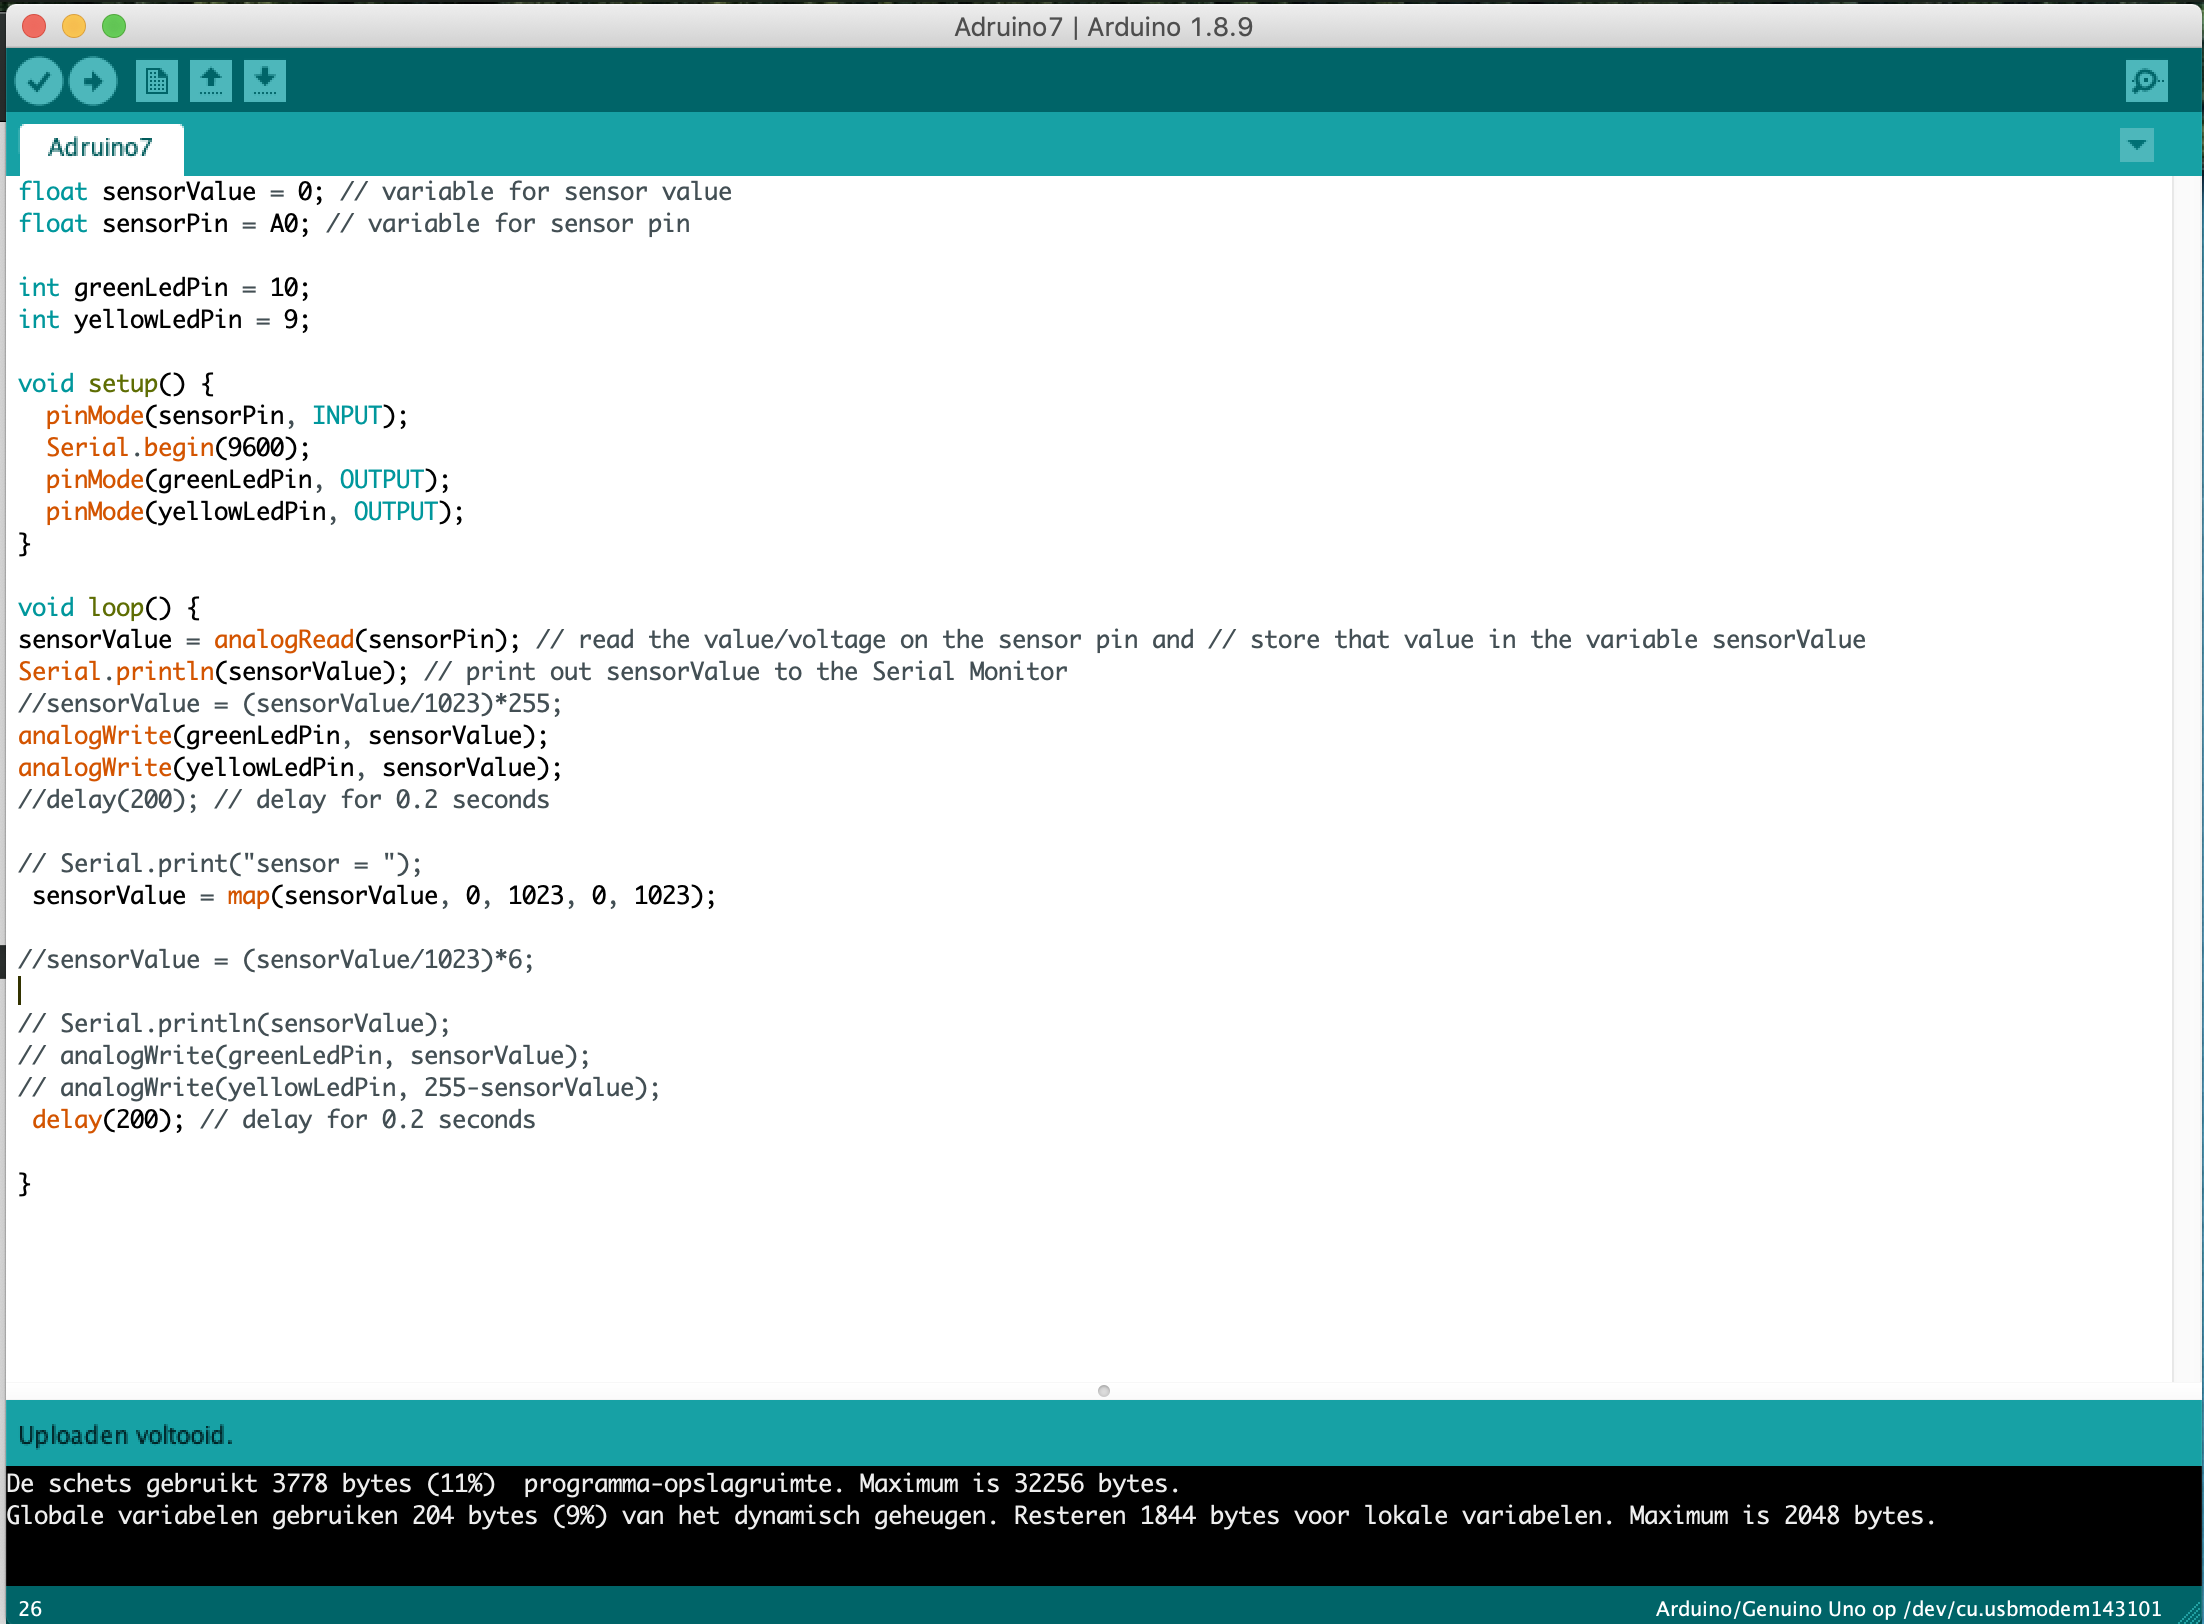 Adruino7 | Arduino 1.8.9
Adruino7
float sensorValue = 0; // variable for sensor value
float sensorPin = A0; // variable for sensor pin
int greenLedPin = 10;
int yellowLedPin = 9;
void setup() {
  pinMode(sensorPin, INPUT);
  Serial.begin(9600);
  pinMode(greenLedPin, OUTPUT);
  pinMode(yellowLedPin, OUTPUT);
}
void loop() {
sensorValue = analogRead(sensorPin); // read the value/voltage on the sensor pin and // store that value in the variable sensorValue
Serial.println(sensorValue); // print out sensorValue to the Serial Monitor
//sensorValue = (sensorValue/1023)*255;
analogWrite(greenLedPin, sensorValue);
analogWrite(yellowLedPin, sensorValue);
//delay(200); // delay for 0.2 seconds
// Serial.print("sensor = ");
 sensorValue = map(sensorValue, 0, 1023, 0, 1023);
//sensorValue = (sensorValue/1023)*6;
// Serial.println(sensorValue);
// analogWrite(greenLedPin, sensorValue);
// analogWrite(yellowLedPin, 255-sensorValue);
 delay(200); // delay for 0.2 seconds
}
Uploaden voltooid.
De schets gebruikt 3778 bytes (11%)  programma-opslagruimte. Maximum is 32256 bytes.
Globale variabelen gebruiken 204 bytes (9%) van het dynamisch geheugen. Resteren 1844 bytes voor lokale variabelen. Maximum is 2048 bytes.
26
Arduino/Genuino Uno op /dev/cu.usbmodem143101